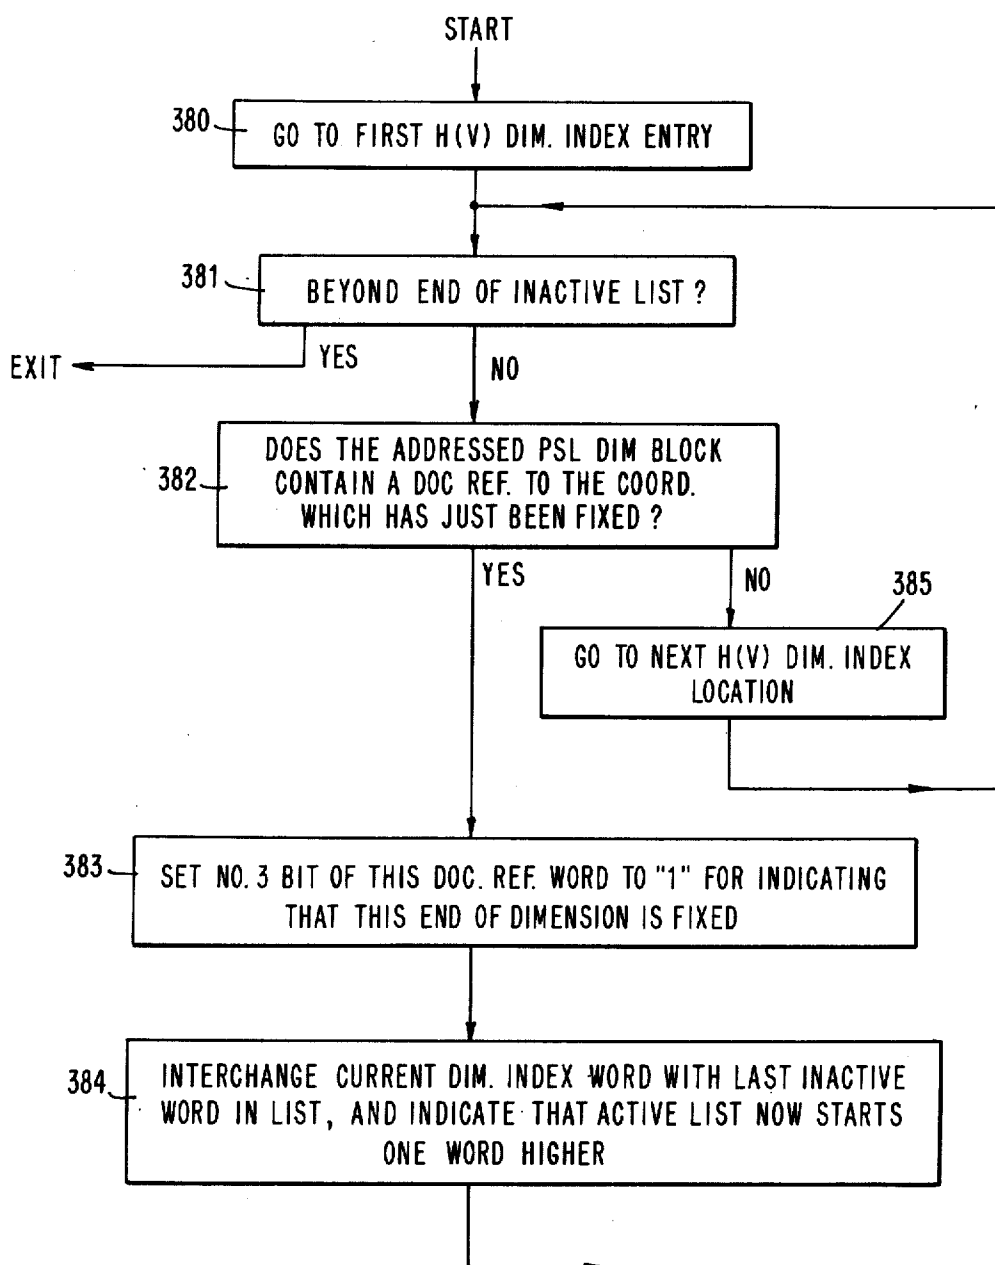 START
380
GO TO FIRST H(V) DIM. INDEX ENTRY
381
BEYOND END OF INACTIVE LIST ?
EXIT
YES
NO
382
DOES THE ADDRESSED PSL DIM BLOCK
CONTAIN A DOC REF. TO THE COORD.
WHICH HAS JUST BEEN FIXED ?
YES
NO
385
GO TO NEXT H(V) DIM. INDEX
LOCATION
383
SET NO. 3 BIT OF THIS DOC. REF. WORD TO "1" FOR INDICATING
THAT THIS END OF DIMENSION IS FIXED
384
INTERCHANGE CURRENT DIM. INDEX WORD WITH LAST INACTIVE
WORD IN LIST, AND INDICATE THAT ACTIVE LIST NOW STARTS
ONE WORD HIGHER